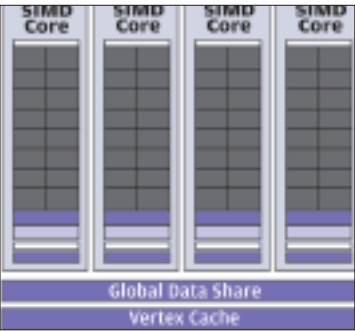 SIMD SIMD SIMD SIMD
Core Core Core Core
Global Data Share
Vertex Cache